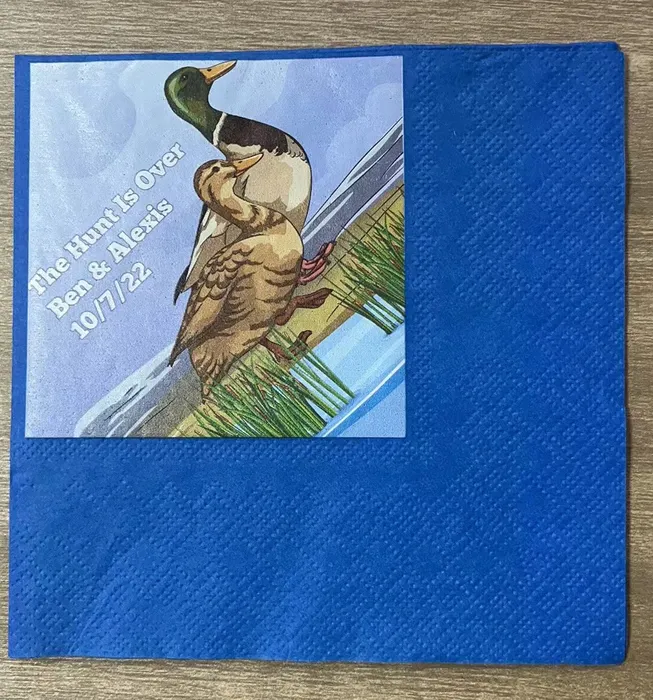 The Hunt Is Over
Ben & Alexis
10/7/22